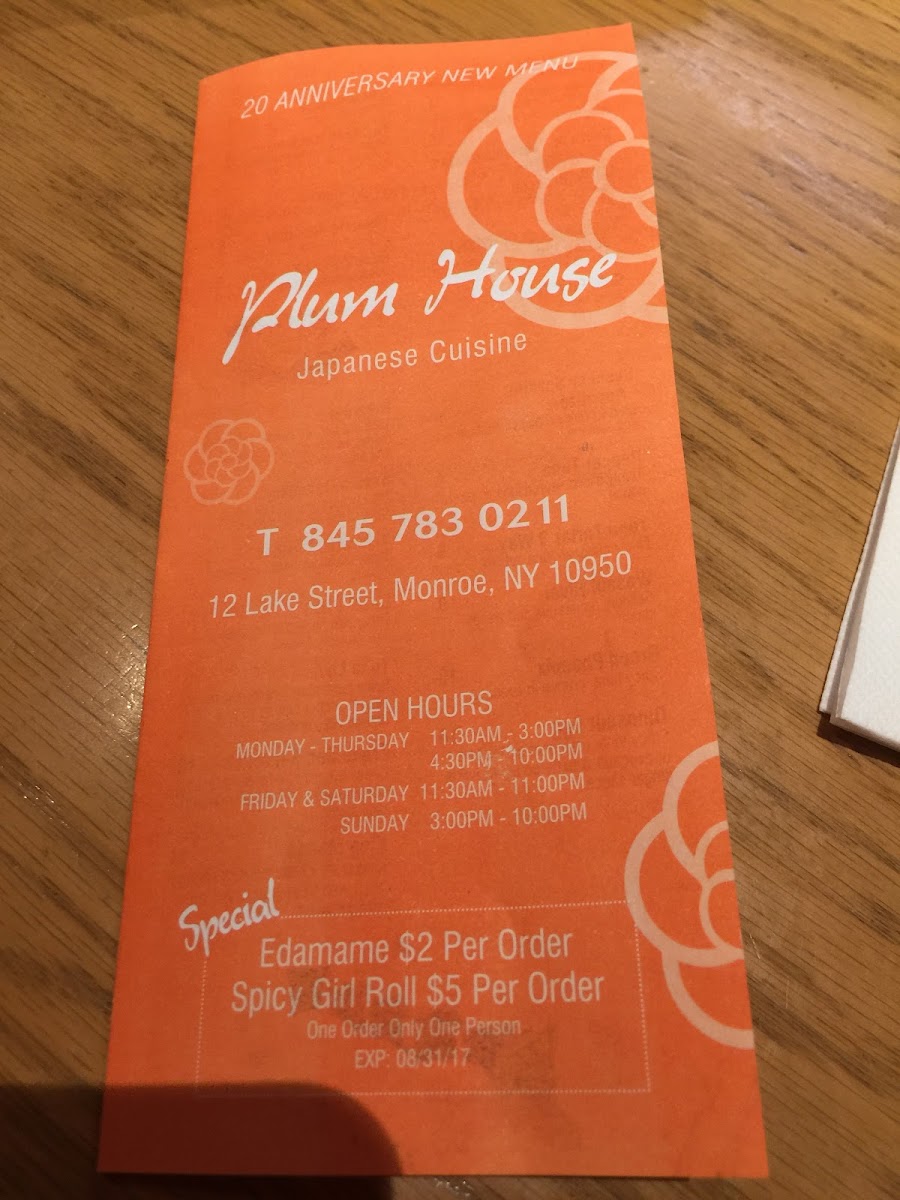 20 ANNIVERSARY NEW MENU
Plum House
Japanese Cuisine
T 845 783 0211
12 Lake Street, Monroe, NY 10950
OPEN HOURS
MONDAY - THURSDAY 11:30AM - 3:00PM
4:30PM - 10:00PM
FRIDAY & SATURDAY 11:30AM - 11:00PM
SUNDAY 3:00PM - 10:00PM
Special
Edamame $2 Per Order
Spicy Girl Roll $5 Per Order
One Order Only One Person
EXP: 08/31/17